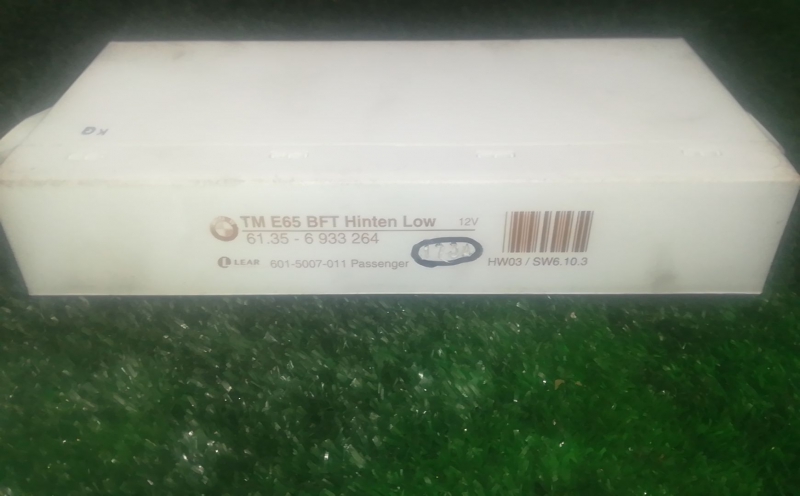 TM E65 BFT Hinten Low 12V
61.35 - 6 933 264
LEAR 601-5007-011 Passenger
HW03 / SW6.10.3